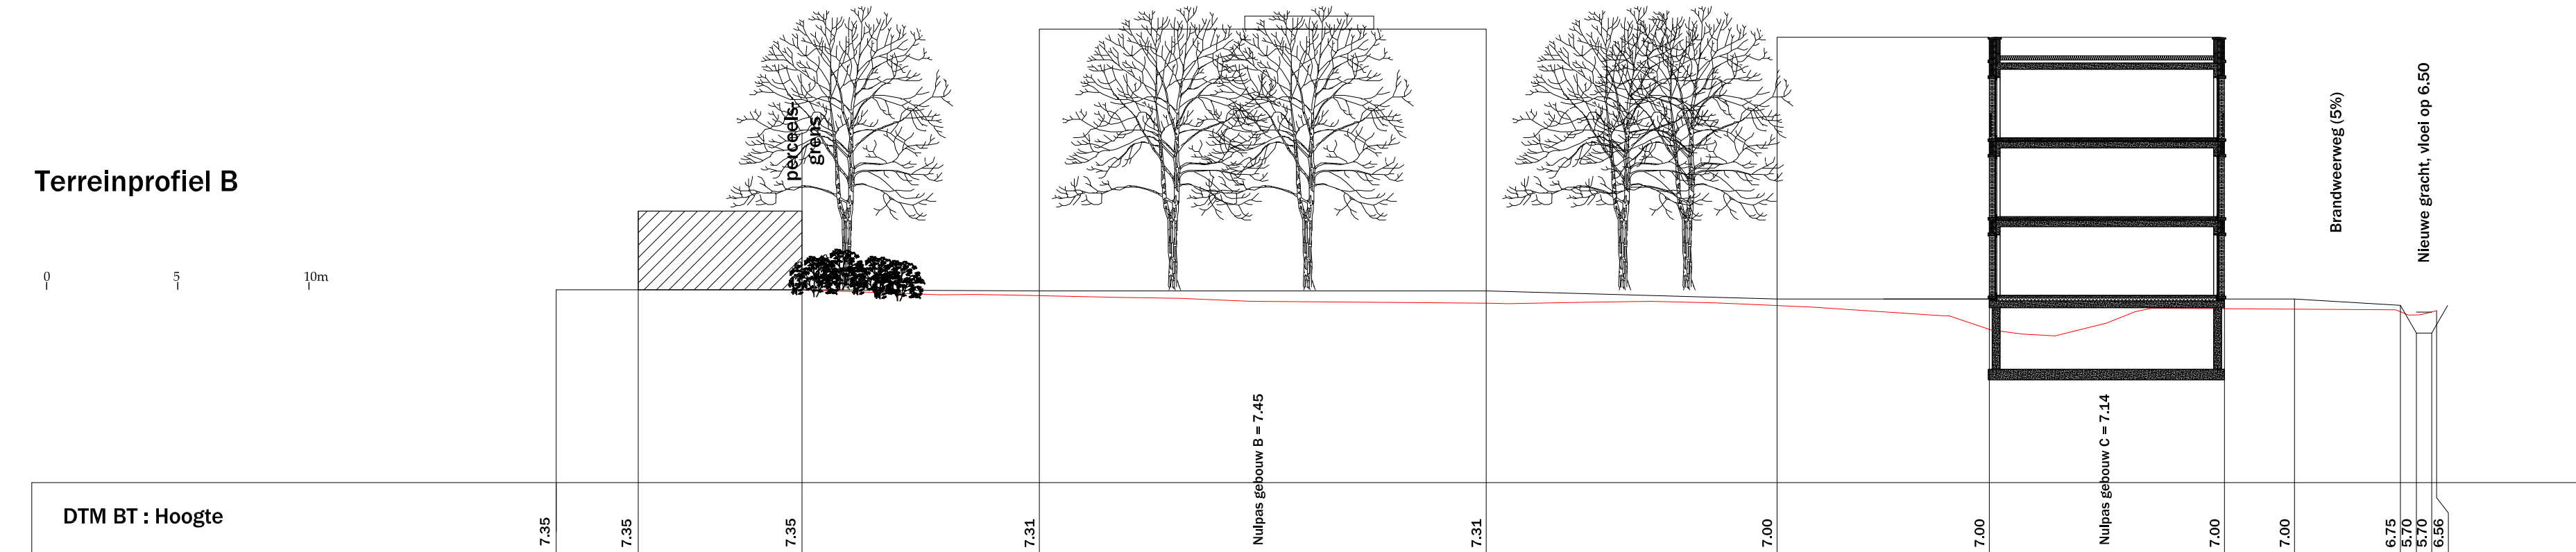 Terreinprofiel B
0 5 10m
perceels-
grens
Brandweerweg (5%)
Nieuwe gracht, vloei op 6.50
Nulpas gebouw B = 7.45
Nulpas gebouw C = 7.14
DTM BT : Hoogte
7.35 7.35 7.35 7.31 7.31 7.00 7.00 7.00 7.00 6.75 5.70 5.70 6.56